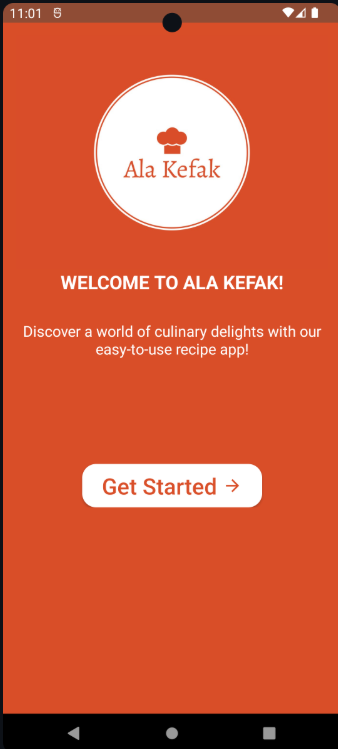 11:01
Ala Kefak
WELCOME TO ALA KEFAK!
Discover a world of culinary delights with our
easy-to-use recipe app!
Get Started →